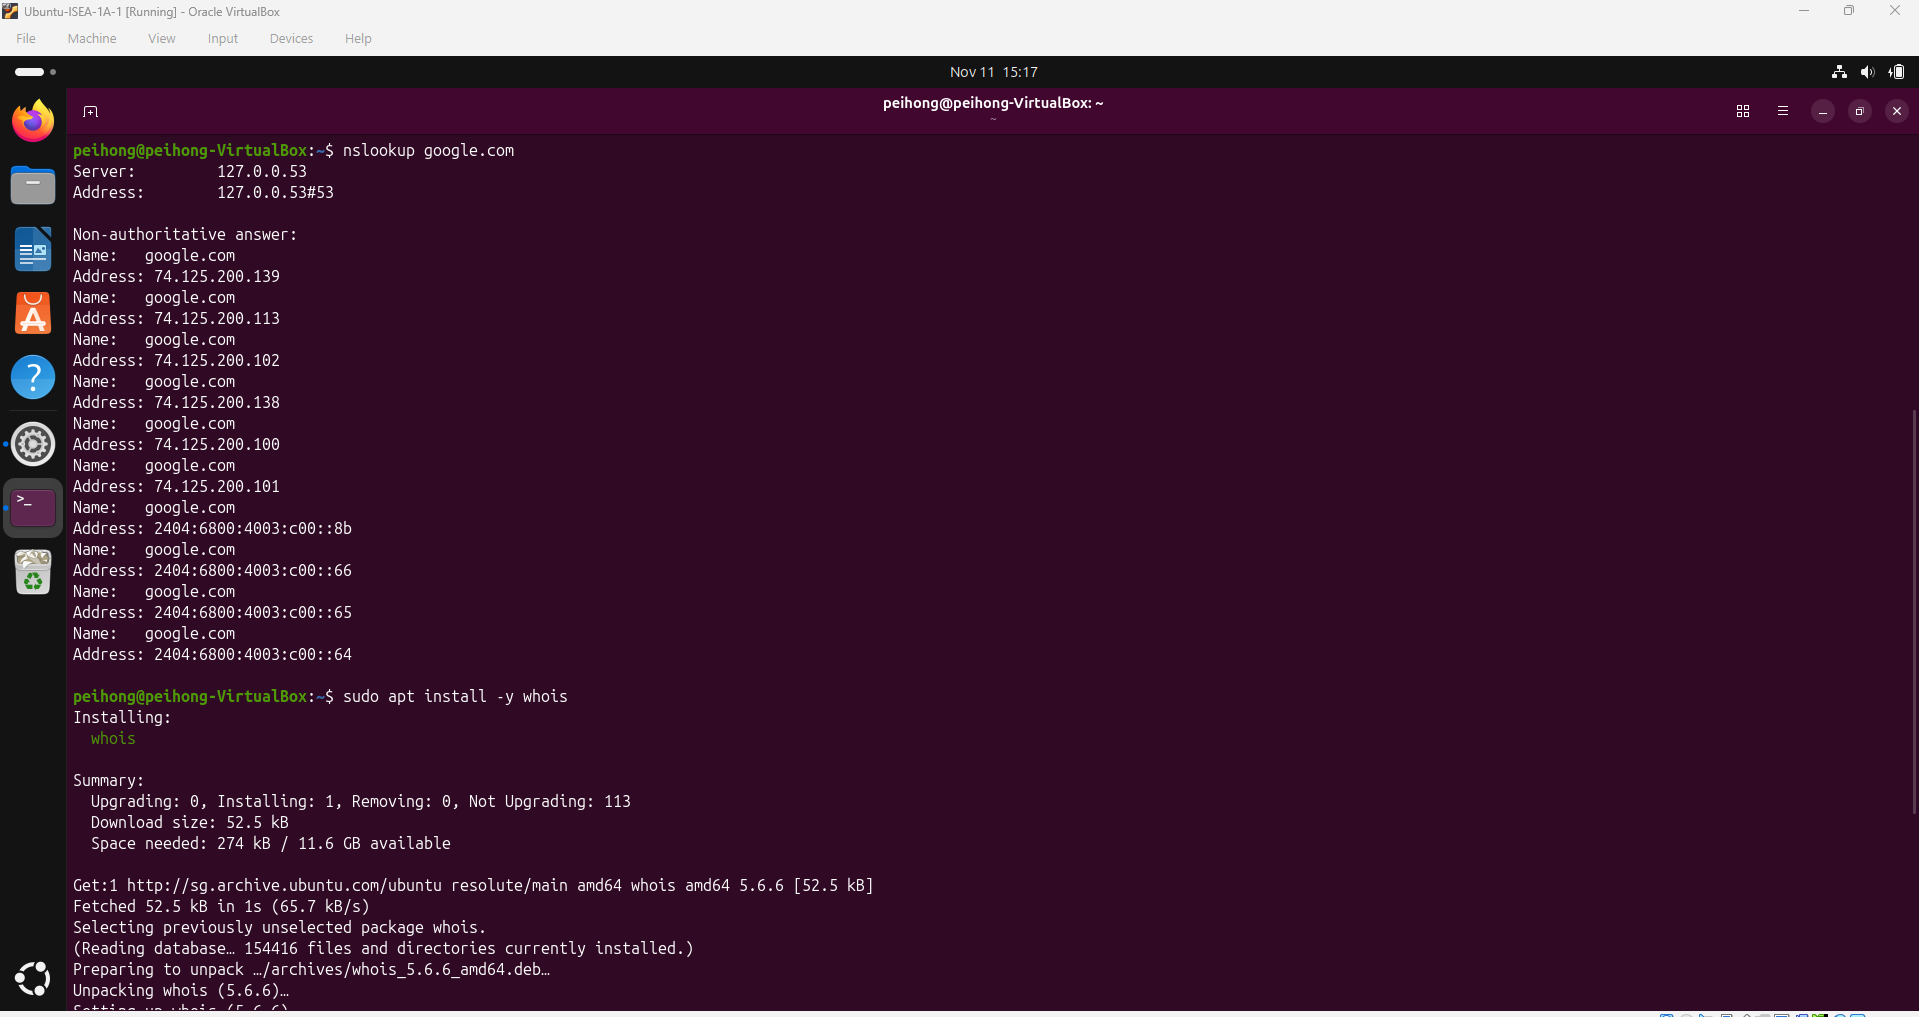 Ubuntu-ISEA-1A-1 [Running] - Oracle VirtualBox
File Machine View Input Devices Help
Nov 11 15:17
peihong@peihong-VirtualBox: ~
~
peihong@peihong-VirtualBox:~$ nslookup google.com
Server: 127.0.0.53
Address: 127.0.0.53#53
Non-authoritative answer:
Name: google.com
Address: 74.125.200.139
Name: google.com
Address: 74.125.200.113
Name: google.com
Address: 74.125.200.102
Name: google.com
Address: 74.125.200.138
Name: google.com
Address: 74.125.200.100
Name: google.com
Address: 74.125.200.101
Name: google.com
Address: 2404:6800:4003:c00::8b
Name: google.com
Address: 2404:6800:4003:c00::66
Name: google.com
Address: 2404:6800:4003:c00::65
Name: google.com
Address: 2404:6800:4003:c00::64
peihong@peihong-VirtualBox:~$ sudo apt install -y whois
Installing:
whois
Summary:
Upgrading: 0, Installing: 1, Removing: 0, Not Upgrading: 113
Download size: 52.5 kB
Space needed: 274 kB / 11.6 GB available
Get:1 http://sg.archive.ubuntu.com/ubuntu resolute/main amd64 whois amd64 5.6.6 [52.5 kB]
Fetched 52.5 kB in 1s (65.7 kB/s)
Selecting previously unselected package whois.
(Reading database… 154416 files and directories currently installed.)
Preparing to unpack …/archives/whois_5.6.6_amd64.deb…
Unpacking whois (5.6.6)…
Setting up whois (5.6.6)